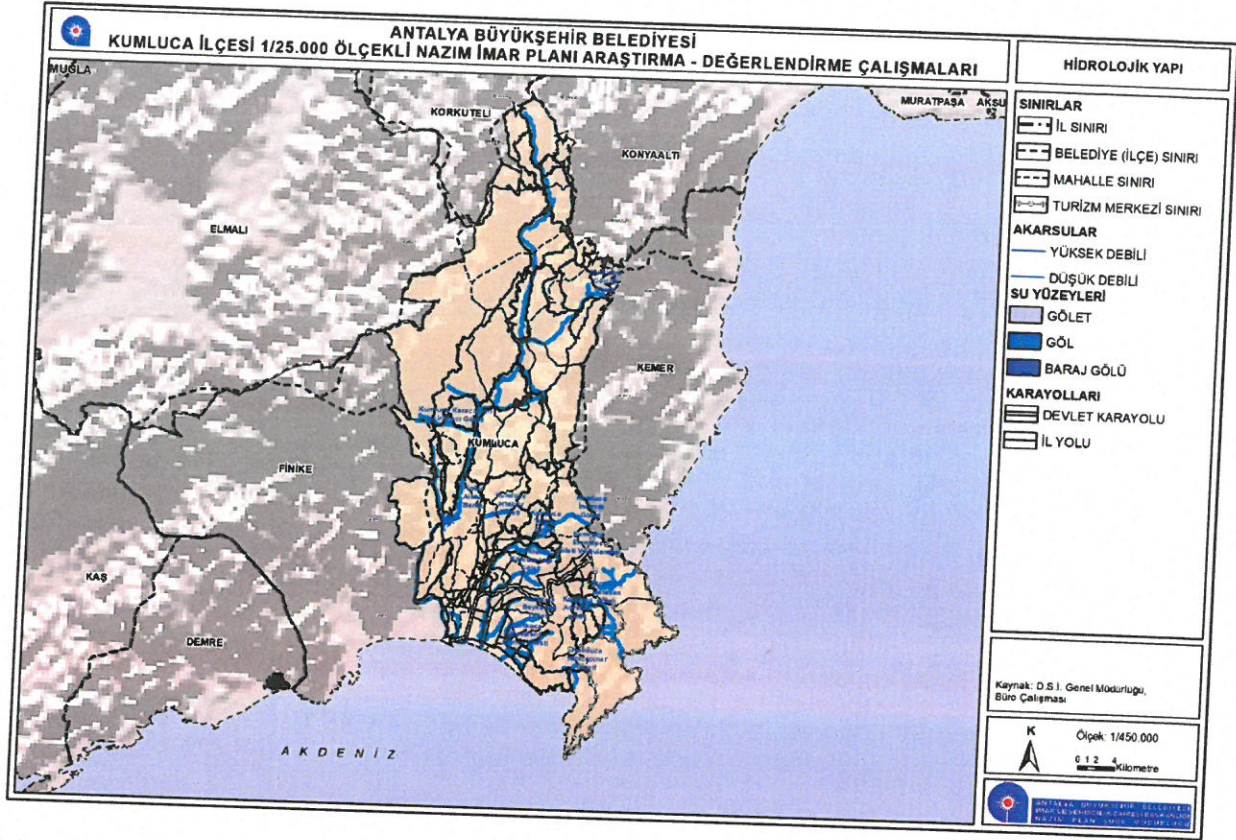 ANTALYA BÜYÜKŞEHİR BELEDİYESİ
KUMLUCA İLÇESİ 1/25.000 ÖLÇEKLİ NAZIM İMAR PLANI ARAŞTIRMA - DEĞERLENDİRME ÇALIŞMALARI
HİDROLOJİK YAPI
MUĞLA
KORKUTELİ
MURATPAŞA AKSU
KONYAALTI
ELMALI
KEMER
KUMLUCA
FİNİKE
KAŞ
DEMRE
AKDENİZ
SINIRLAR
İL SINIRI
BELEDİYE (İLÇE) SINIRI
MAHALLE SINIRI
TURİZM MERKEZİ SINIRI
AKARSULAR
YÜKSEK DEBİLİ
DÜŞÜK DEBİLİ
SU YÜZEYLERİ
GÖLET
GÖL
BARAJ GÖLÜ
KARAYOLLARI
DEVLET KARAYOLU
İL YOLU
Kaynak: D.S.İ. Genel Müdürlüğü,
Büro Çalışması
K
Ölçek: 1/450.000
0 1 2 4
Kilometre
ANTALYA BÜYÜKŞEHİR BELEDİYESİ